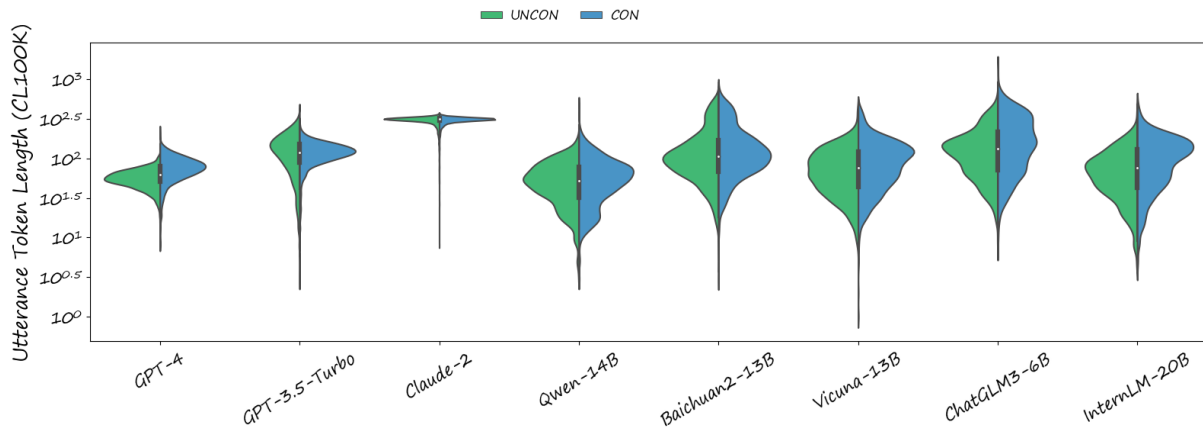 UNCON CON
Utterance Token Length (CL100K)
10^3
10^2.5
10^2
10^1.5
10^1
10^0.5
10^0
GPT-4 GPT-3.5-Turbo Claude-2 Qwen-14B Baichuan2-13B Vicuna-13B ChatGLM3-6B InternLM-20B